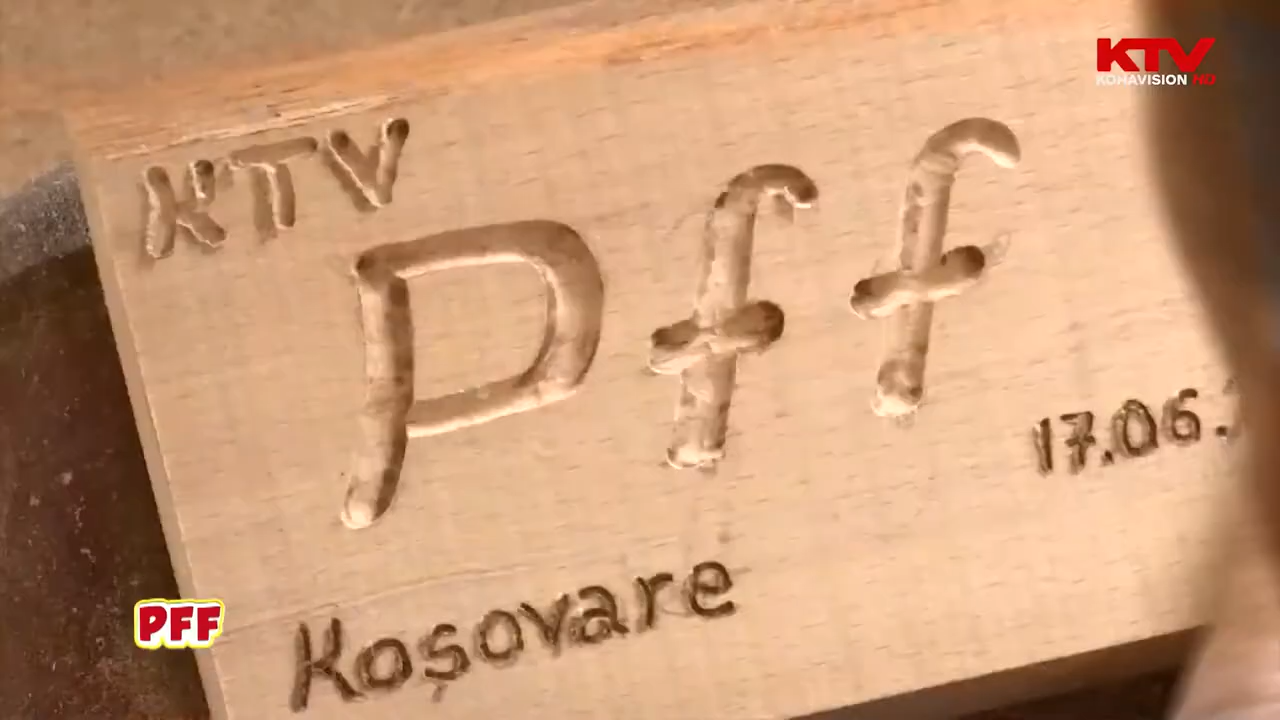 KTV
KOHAVISION HD
KTV
Pff
17.06.
Koşovare
PFF